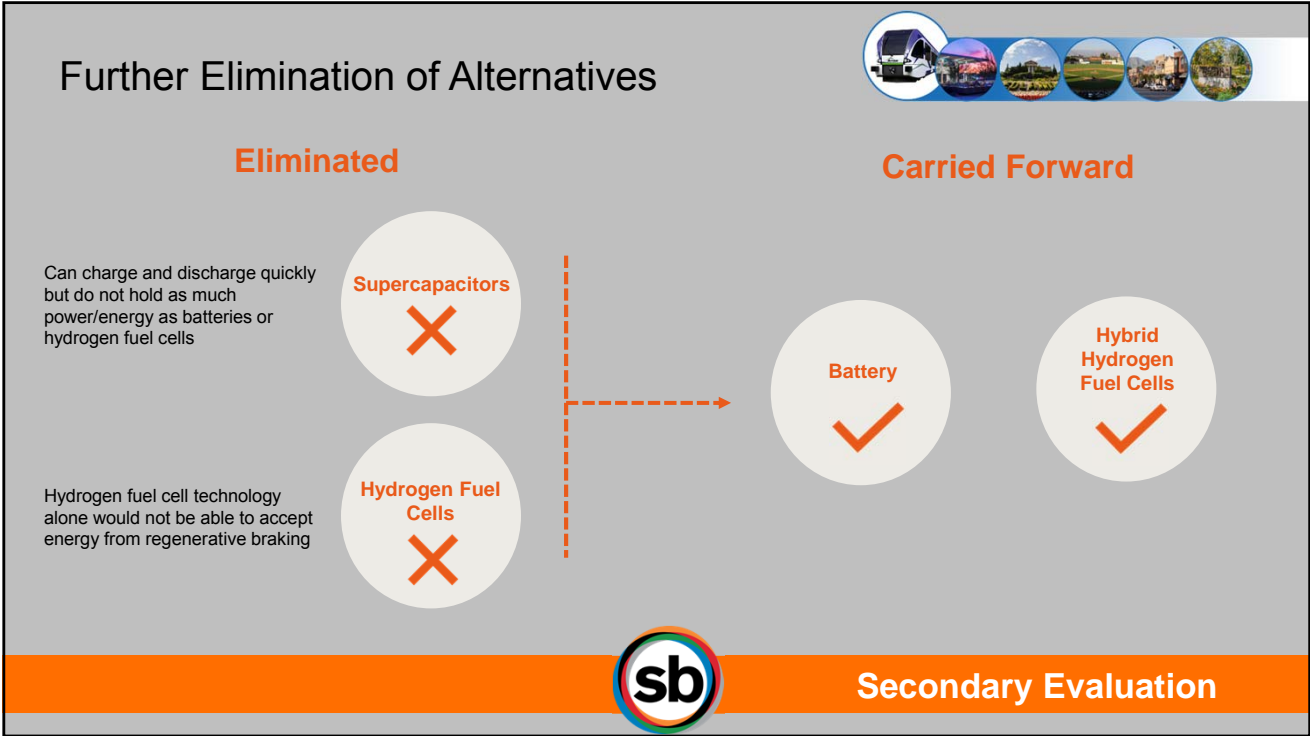 Further Elimination of Alternatives
Eliminated
Carried Forward
Can charge and discharge quickly
but do not hold as much
power/energy as batteries or
hydrogen fuel cells
Supercapacitors
Hydrogen fuel cell technology
alone would not be able to accept
energy from regenerative braking
Hydrogen Fuel
Cells
Battery
Hybrid
Hydrogen
Fuel Cells
sb
Secondary Evaluation